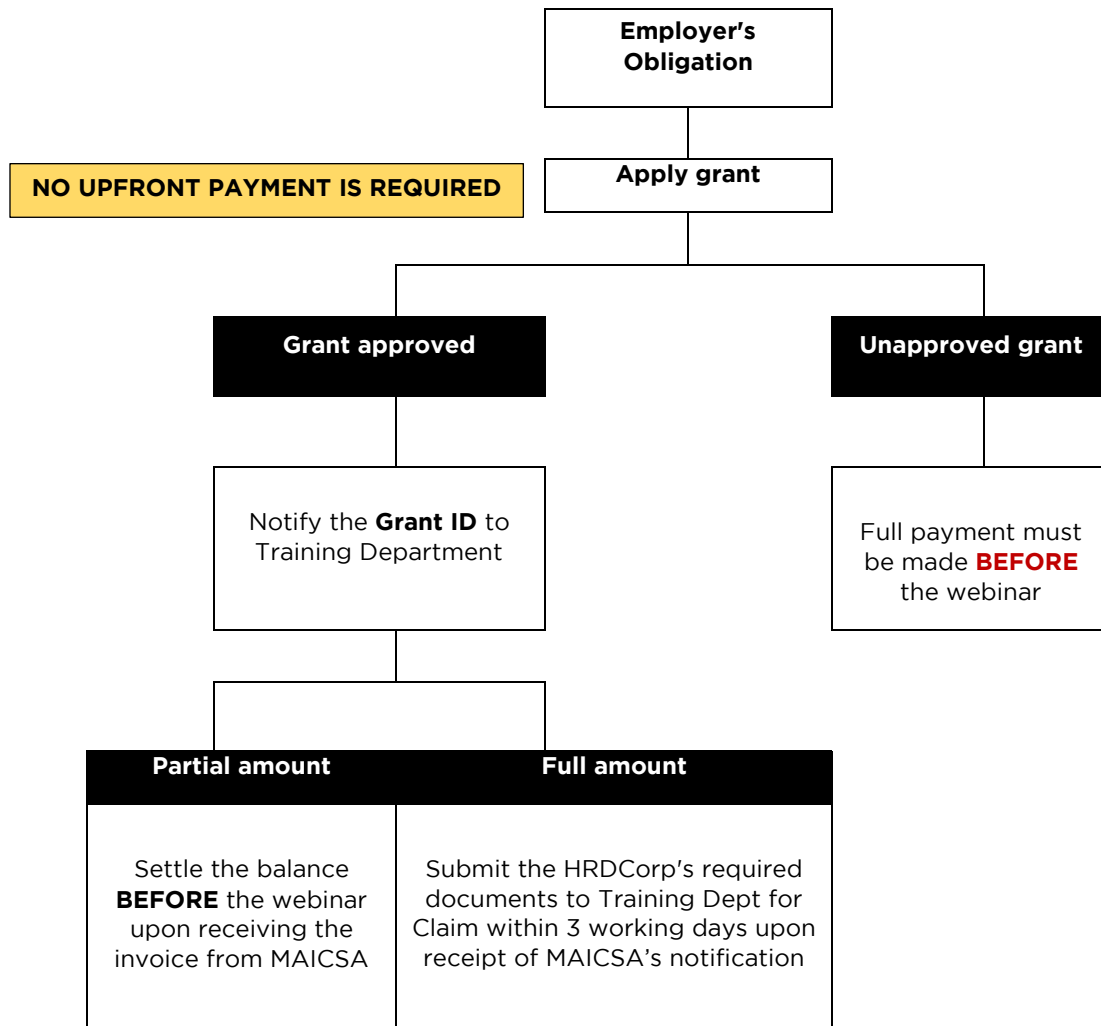 Employer's
Obligation
NO UPFRONT PAYMENT IS REQUIRED
Apply grant
Grant approved
Unapproved grant
Notify the Grant ID to
Training Department
Full payment must
be made BEFORE
the webinar
Partial amount
Full amount
Settle the balance
BEFORE the webinar
upon receiving the
invoice from MAICSA
Submit the HRDCorp's required
documents to Training Dept for
Claim within 3 working days upon
receipt of MAICSA’s notification